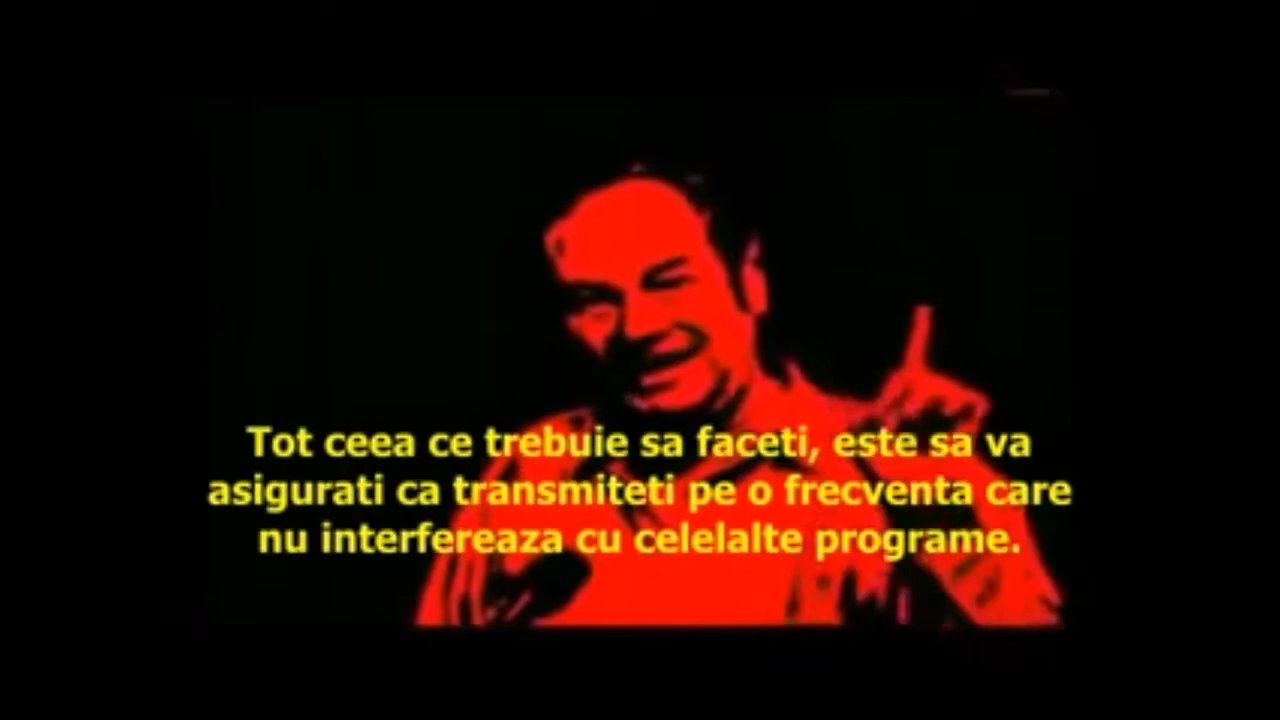 Tot ceea ce trebuie sa faceti, este sa va
asigurati ca transmiteti pe o frecventa care
nu interfereaza cu celelalte programe.